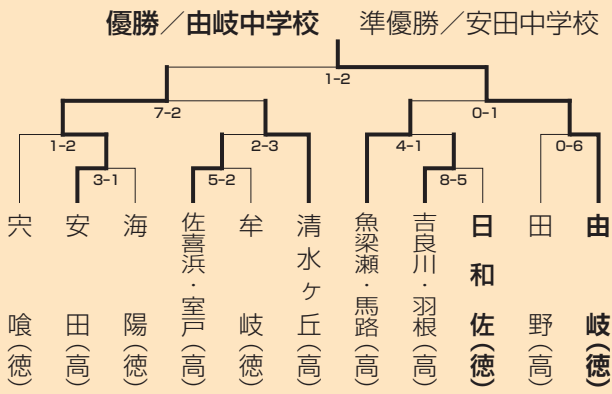 優勝／由岐中学校　準優勝／安田中学校
1-2
7-2
0-1
1-2
2-3
4-1
0-6
3-1
5-2
8-5
宍喰(徳)
安田(高)
海陽(徳)
佐喜浜・室戸(高)
牟岐(徳)
清水ヶ丘(高)
魚梁瀬・馬路(高)
吉良川・羽根(高)
日和佐(徳)
田野(高)
由岐(徳)